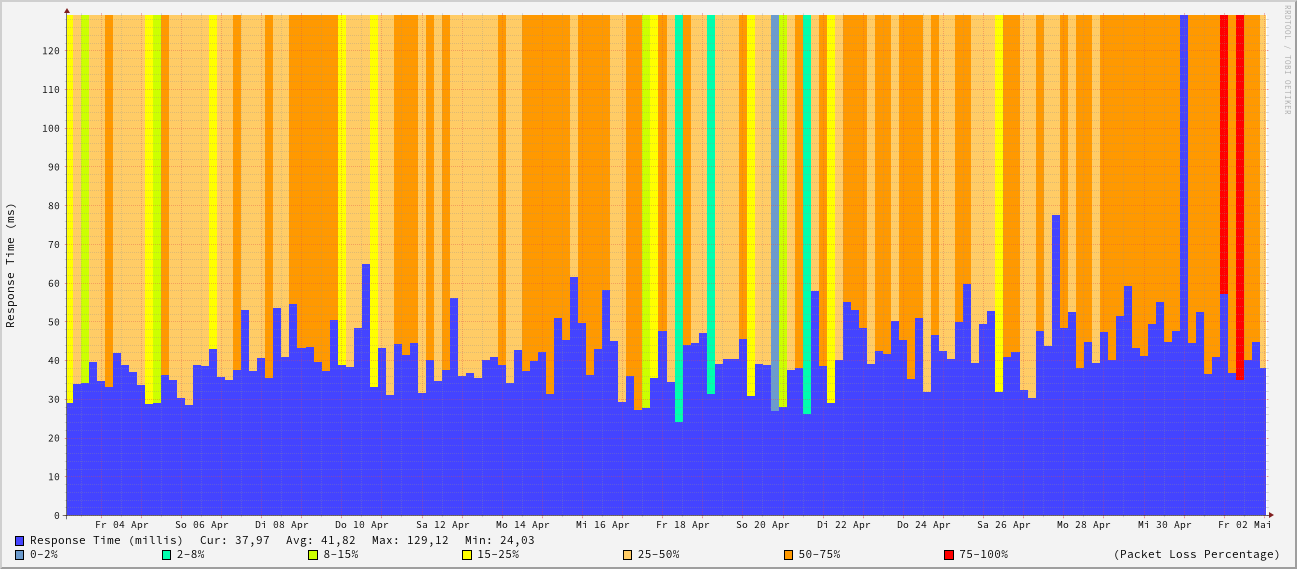 RRDTOOL / TOBI OETIKER
Response Time (ms)
120
110
100
90
80
70
60
50
40
30
20
10
0
Fr 04 Apr So 06 Apr Di 08 Apr Do 10 Apr Sa 12 Apr Mo 14 Apr Mi 16 Apr Fr 18 Apr So 20 Apr Di 22 Apr Do 24 Apr Sa 26 Apr Mo 28 Apr Mi 30 Apr Fr 02 Mai
Response Time (millis) Cur: 37,97 Avg: 41,82 Max: 129,12 Min: 24,03
0-2% 2-8% 8-15% 15-25% 25-50% 50-75% 75-100% (Packet Loss Percentage)